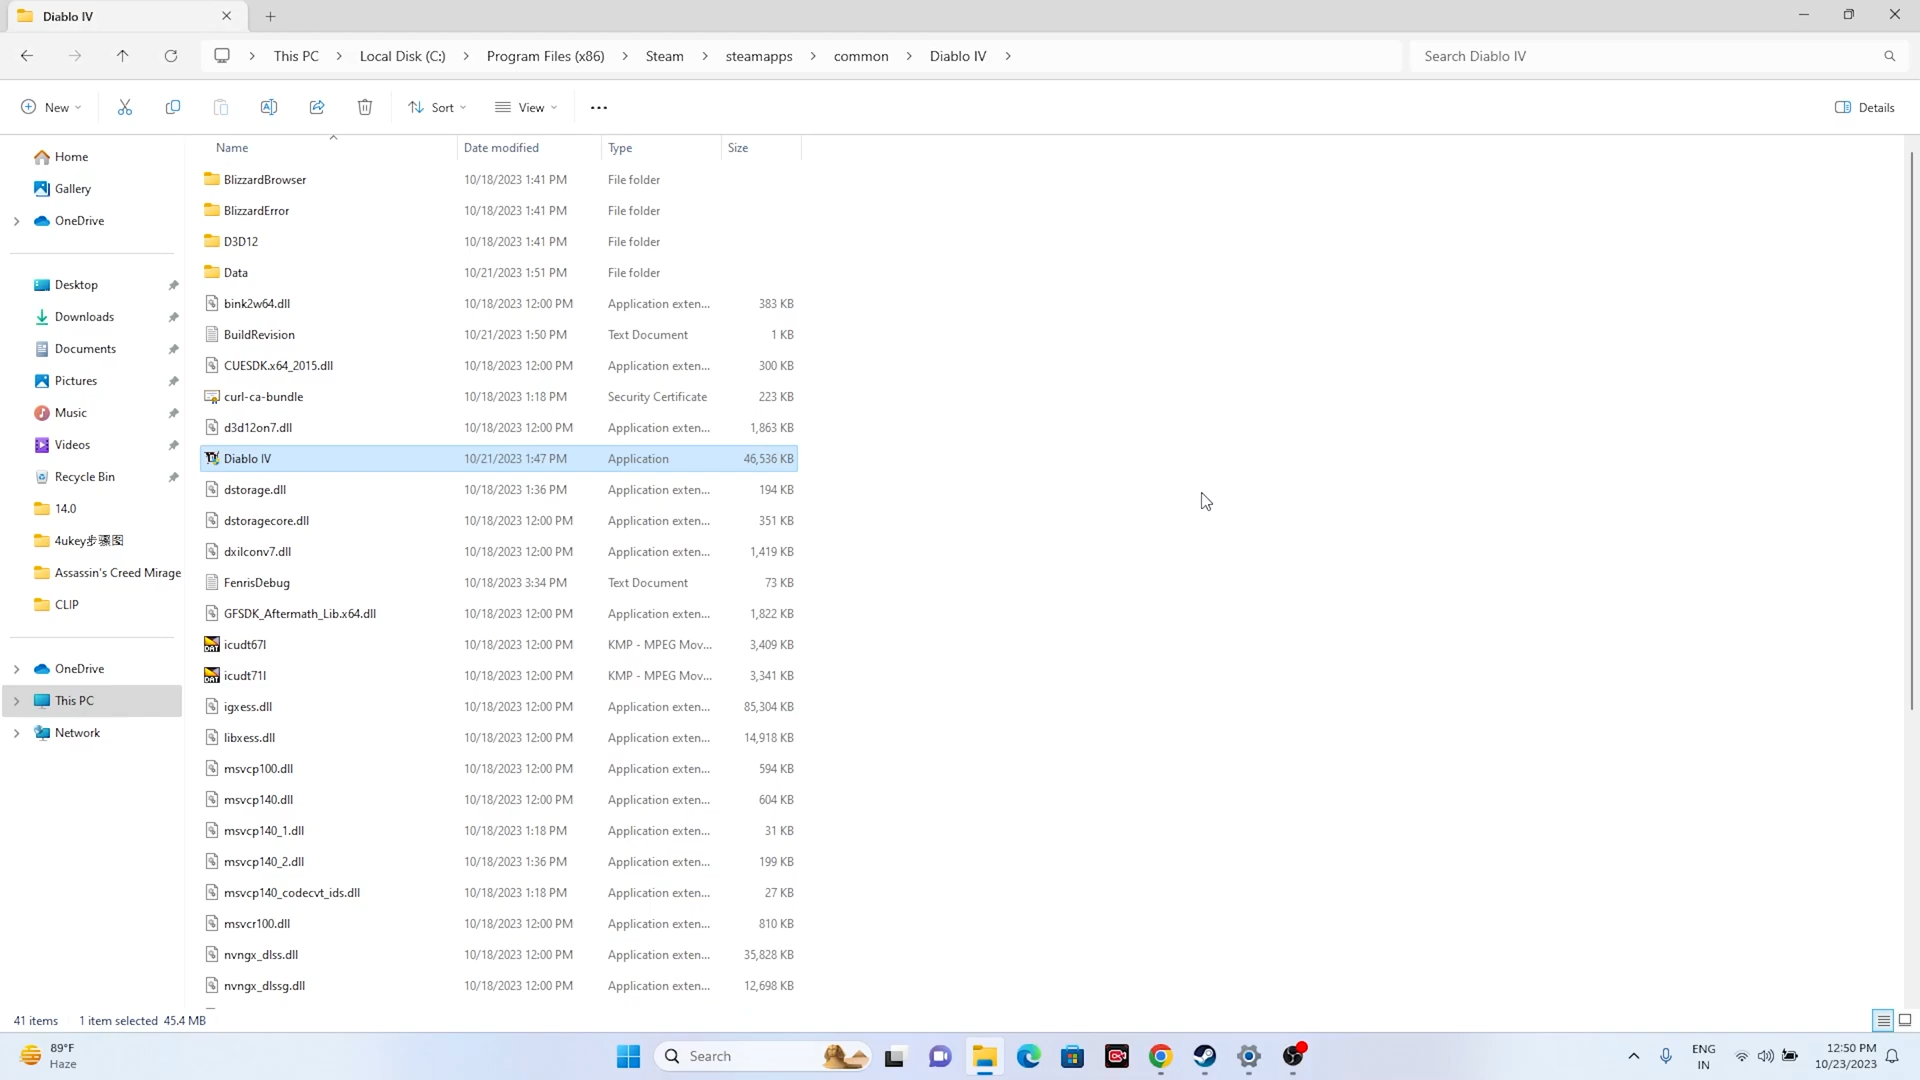 Diablo IV
This PC
Local Disk (C:)
Program Files (x86)
Steam
steamapps
common
Diablo IV
Search Diablo IV
New
Sort
View
Details
Home
Gallery
OneDrive
Desktop
Downloads
Documents
Pictures
Music
Videos
Recycle Bin
14.0
4ukey步骤图
Assassin's Creed Mirage
CLIP
OneDrive
This PC
Network
Name Date modified Type Size
BlizzardBrowser 10/18/2023 1:41 PM File folder
BlizzardError 10/18/2023 1:41 PM File folder
D3D12 10/18/2023 1:41 PM File folder
Data 10/21/2023 1:51 PM File folder
bink2w64.dll 10/18/2023 12:00 PM Application exten... 383 KB
BuildRevision 10/21/2023 1:50 PM Text Document 1 KB
CUESDK.x64_2015.dll 10/18/2023 12:00 PM Application exten... 300 KB
curl-ca-bundle 10/18/2023 1:18 PM Security Certificate 223 KB
d3d12on7.dll 10/18/2023 12:00 PM Application exten... 1,863 KB
Diablo IV 10/21/2023 1:47 PM Application 46,536 KB
dstorage.dll 10/18/2023 1:36 PM Application exten... 194 KB
dstoragecore.dll 10/18/2023 12:00 PM Application exten... 351 KB
dxilconv7.dll 10/18/2023 12:00 PM Application exten... 1,419 KB
FenrisDebug 10/18/2023 3:34 PM Text Document 73 KB
GFSDK_Aftermath_Lib.x64.dll 10/18/2023 12:00 PM Application exten... 1,822 KB
icudt67l 10/18/2023 12:00 PM KMP - MPEG Mov... 3,409 KB
icudt71l 10/18/2023 12:00 PM KMP - MPEG Mov... 3,341 KB
igxess.dll 10/18/2023 12:00 PM Application exten... 85,304 KB
libxess.dll 10/18/2023 12:00 PM Application exten... 14,918 KB
msvcp100.dll 10/18/2023 12:00 PM Application exten... 594 KB
msvcp140.dll 10/18/2023 12:00 PM Application exten... 604 KB
msvcp140_1.dll 10/18/2023 1:18 PM Application exten... 31 KB
msvcp140_2.dll 10/18/2023 1:36 PM Application exten... 199 KB
msvcp140_codecvt_ids.dll 10/18/2023 1:18 PM Application exten... 27 KB
msvcr100.dll 10/18/2023 12:00 PM Application exten... 810 KB
nvngx_dlss.dll 10/18/2023 12:00 PM Application exten... 35,828 KB
nvngx_dlssg.dll 10/18/2023 12:00 PM Application exten... 12,698 KB
41 items 1 item selected 45.4 MB
89°F
Haze
Search
ENG
IN
12:50 PM
10/23/2023